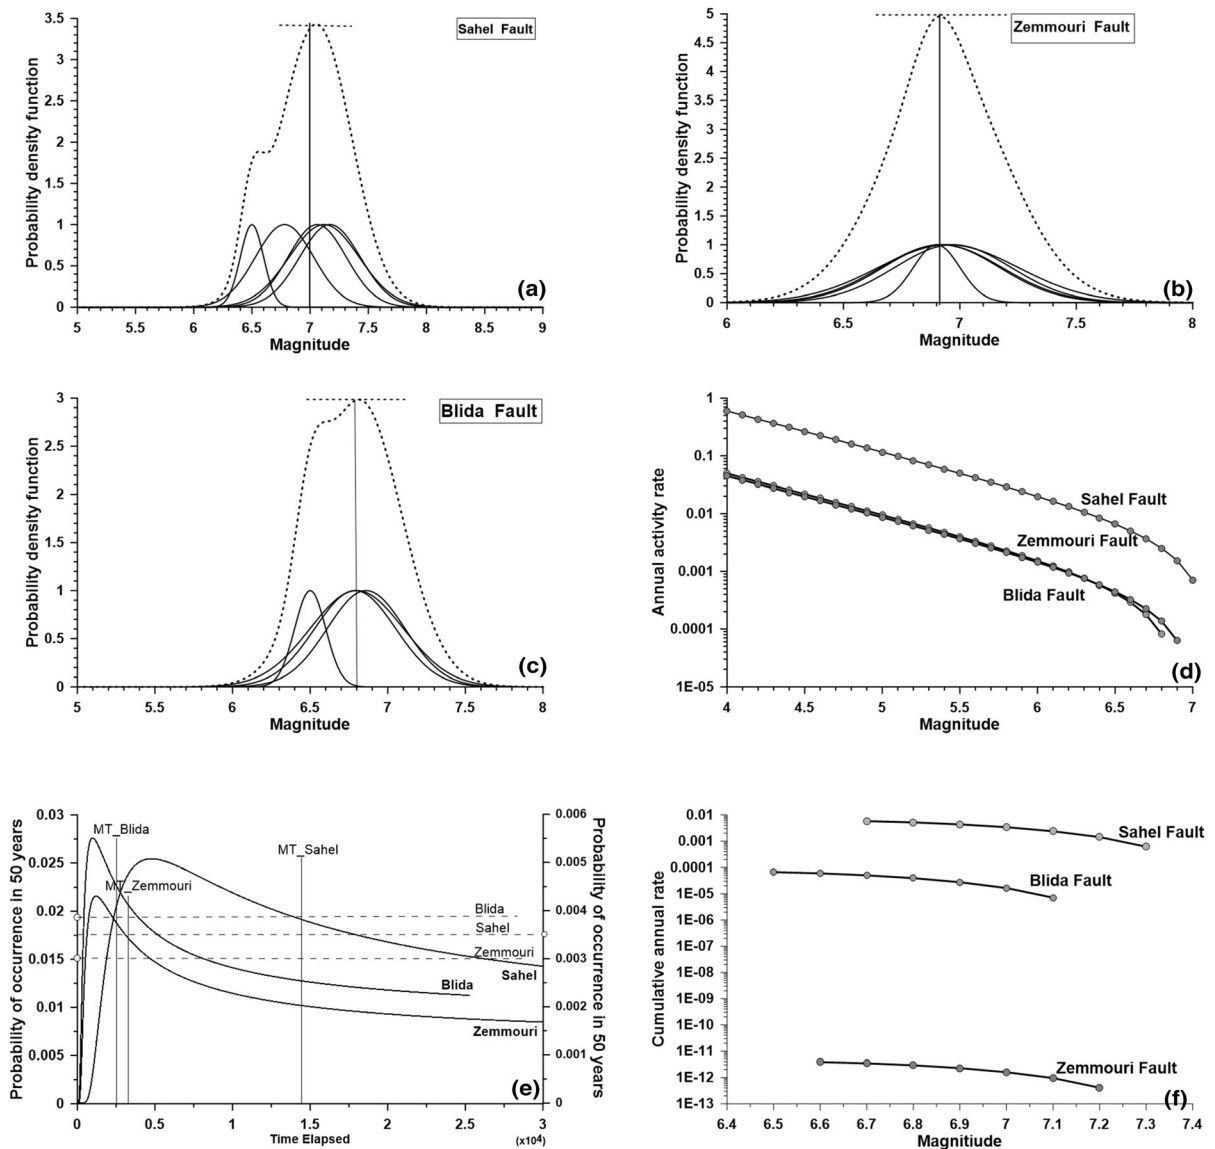 Sahel Fault
Probability density function
3.5
3
2.5
2
1.5
1
0.5
0
5
5.5
6
6.5
7
7.5
8
8.5
9
Magnitude
(a)
Zemmouri Fault
Probability density function
5
4.5
4
3.5
3
2.5
2
1.5
1
0.5
0
6
6.5
7
7.5
8
Magnitude
(b)
Blida Fault
Probability density function
3
2.5
2
1.5
1
0.5
0
5
5.5
6
6.5
7
7.5
8
Magnitude
(c)
Annual activity rate
1
0.1
0.01
0.001
0.0001
1E-05
Sahel Fault
Zemmouri Fault
Blida Fault
4
4.5
5
5.5
6
6.5
7
Magnitude
(d)
Probability of occurrence in 50 years
0.03
0.025
0.02
0.015
0.01
0.005
0
MT_Blida
MT_Zemmouri
MT_Sahel
Blida
Sahel
Zemmouri
Sahel
Blida
Zemmouri
(e)
0
0.5
1
1.5
2
2.5
3
Time Elapsed
(x10⁴)
0.006
0.005
0.004
0.003
0.002
0.001
0
Probability of occurrence in 50 years
Cumulative annual rate
0.01
0.001
0.0001
1E-05
1E-06
1E-07
1E-08
1E-09
1E-10
1E-11
1E-12
1E-13
Sahel Fault
Blida Fault
Zemmouri Fault
(f)
6.4
6.5
6.6
6.7
6.8
6.9
7
7.1
7.2
7.3
7.4
Magnitiude